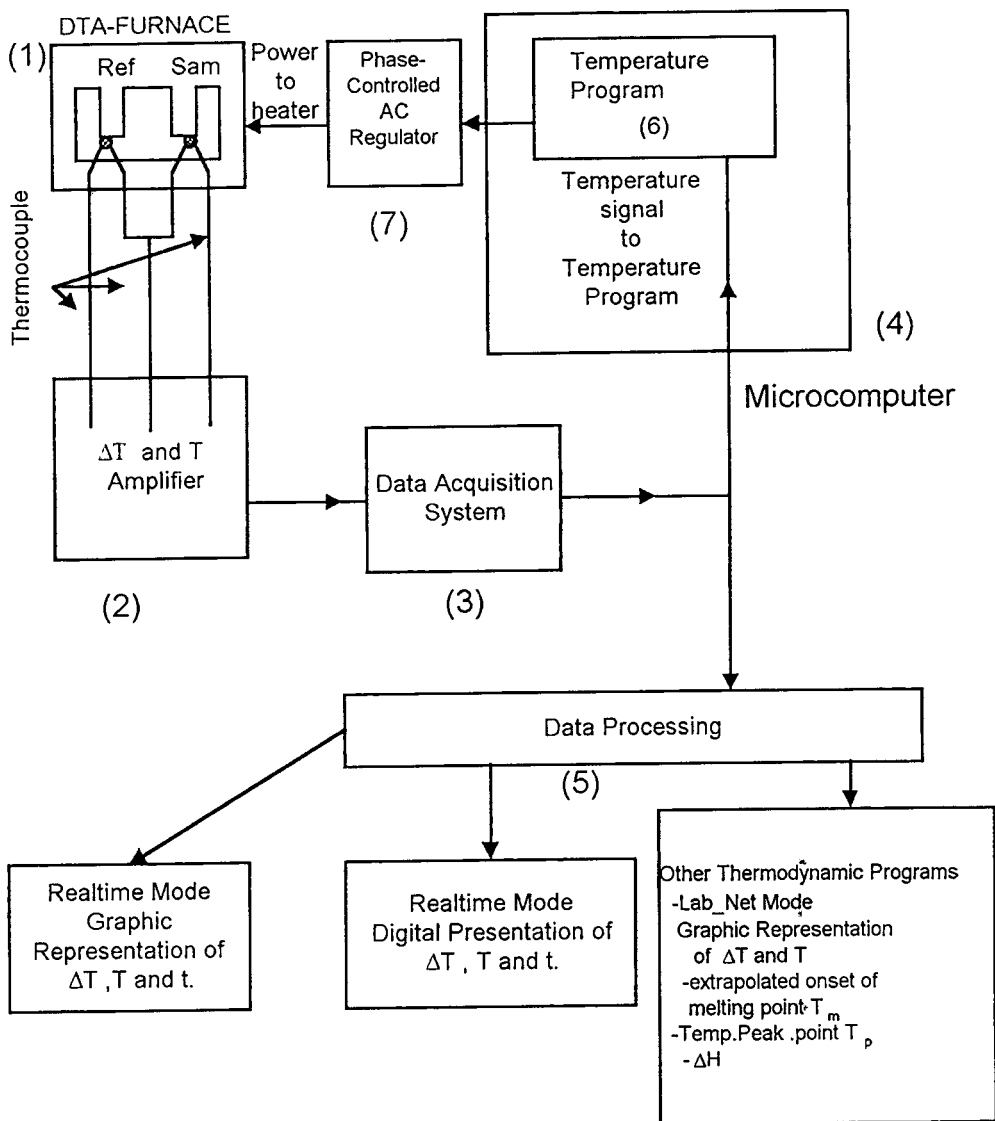 DTA-FURNACE
(1)
Ref Sam
Power
to
heater
Phase-
Controlled
AC
Regulator
(7)
Temperature
Program
(6)
Temperature
signal
to
Temperature
Program
(4)
Microcomputer
Thermocouple
ΔT and T
Amplifier
(2)
Data Acquisition
System
(3)
Data Processing
(5)
Realtime Mode
Graphic
Representation of
ΔT ,T and t.
Realtime Mode
Digital Presentation of
ΔT , T and t.
Other Thermodynamic Programs
-Lab_Net Mode
Graphic Representation
of ΔT and T
-extrapolated onset of
melting point T m
-Temp.Peak .point T p
- ΔH